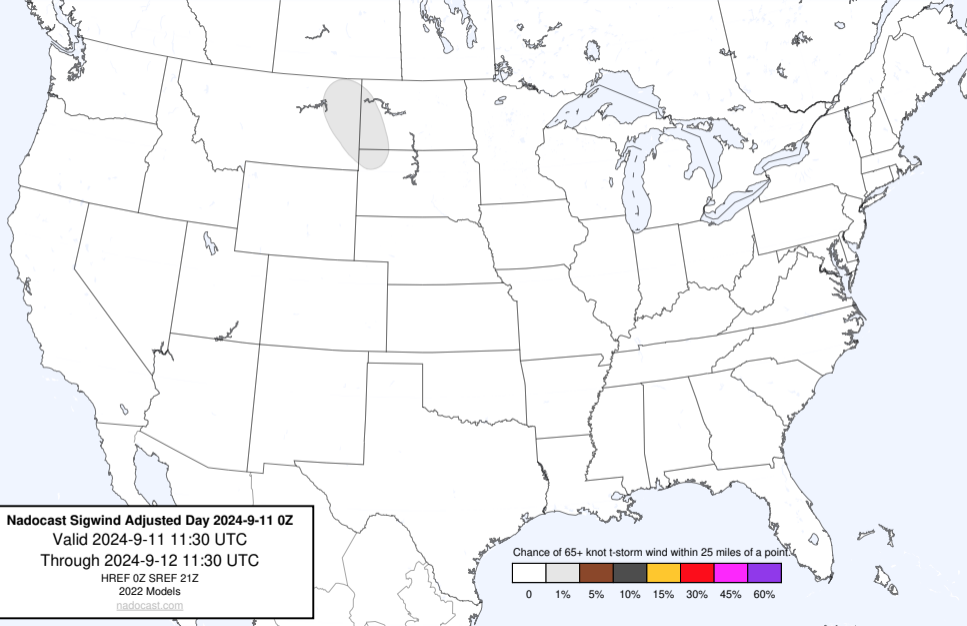 Nadocast Sigwind Adjusted Day 2024-9-11 0Z
Valid 2024-9-11 11:30 UTC
Through 2024-9-12 11:30 UTC
HREF 0Z SREF 21Z
2022 Models
nadocast.com
Chance of 65+ knot t-storm wind within 25 miles of a point.
0 1% 5% 10% 15% 30% 45% 60%